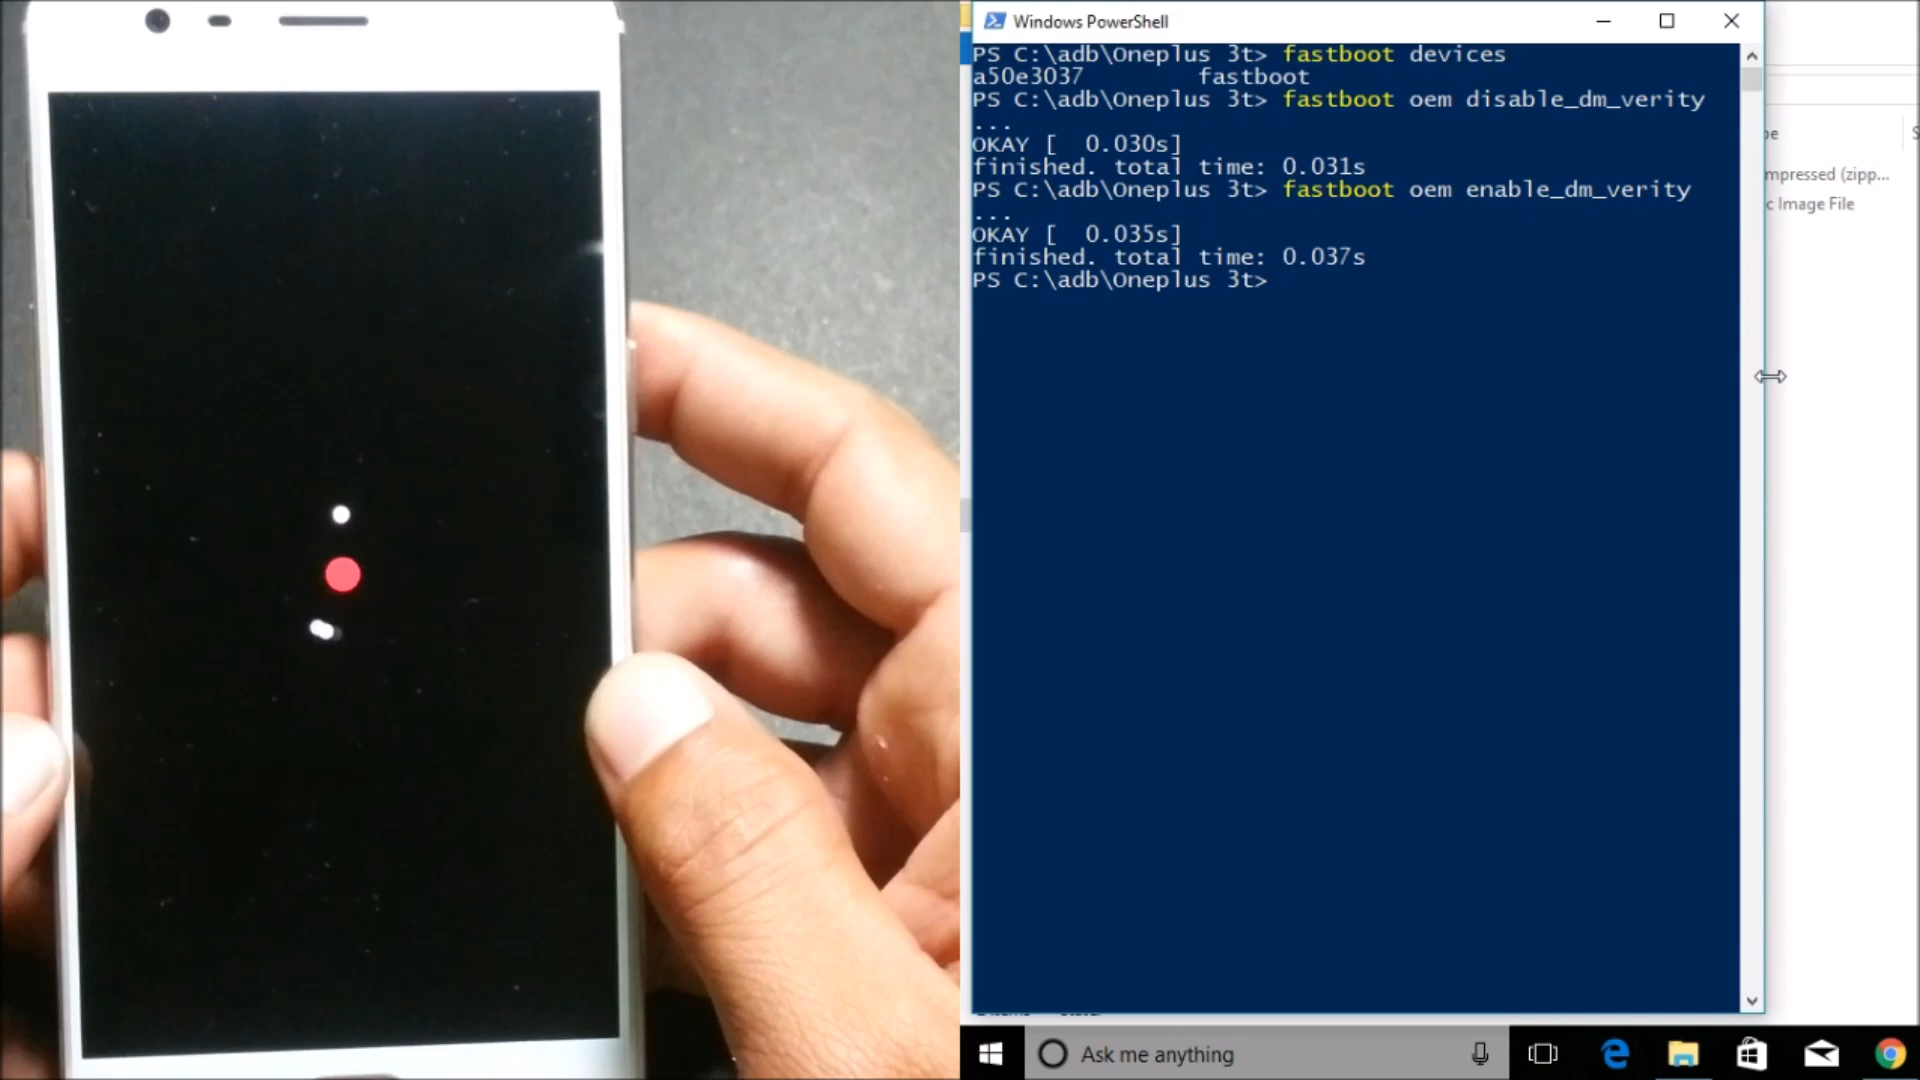 Windows PowerShell
PS C:\adb\Oneplus 3t> fastboot devices
a50e3037 fastboot
PS C:\adb\Oneplus 3t> fastboot oem disable_dm_verity
...
OKAY [  0.030s]
finished. total time: 0.031s
PS C:\adb\Oneplus 3t> fastboot oem enable_dm_verity
...
OKAY [  0.035s]
finished. total time: 0.037s
PS C:\adb\Oneplus 3t>
mpressed (zipp...
c Image File
Ask me anything